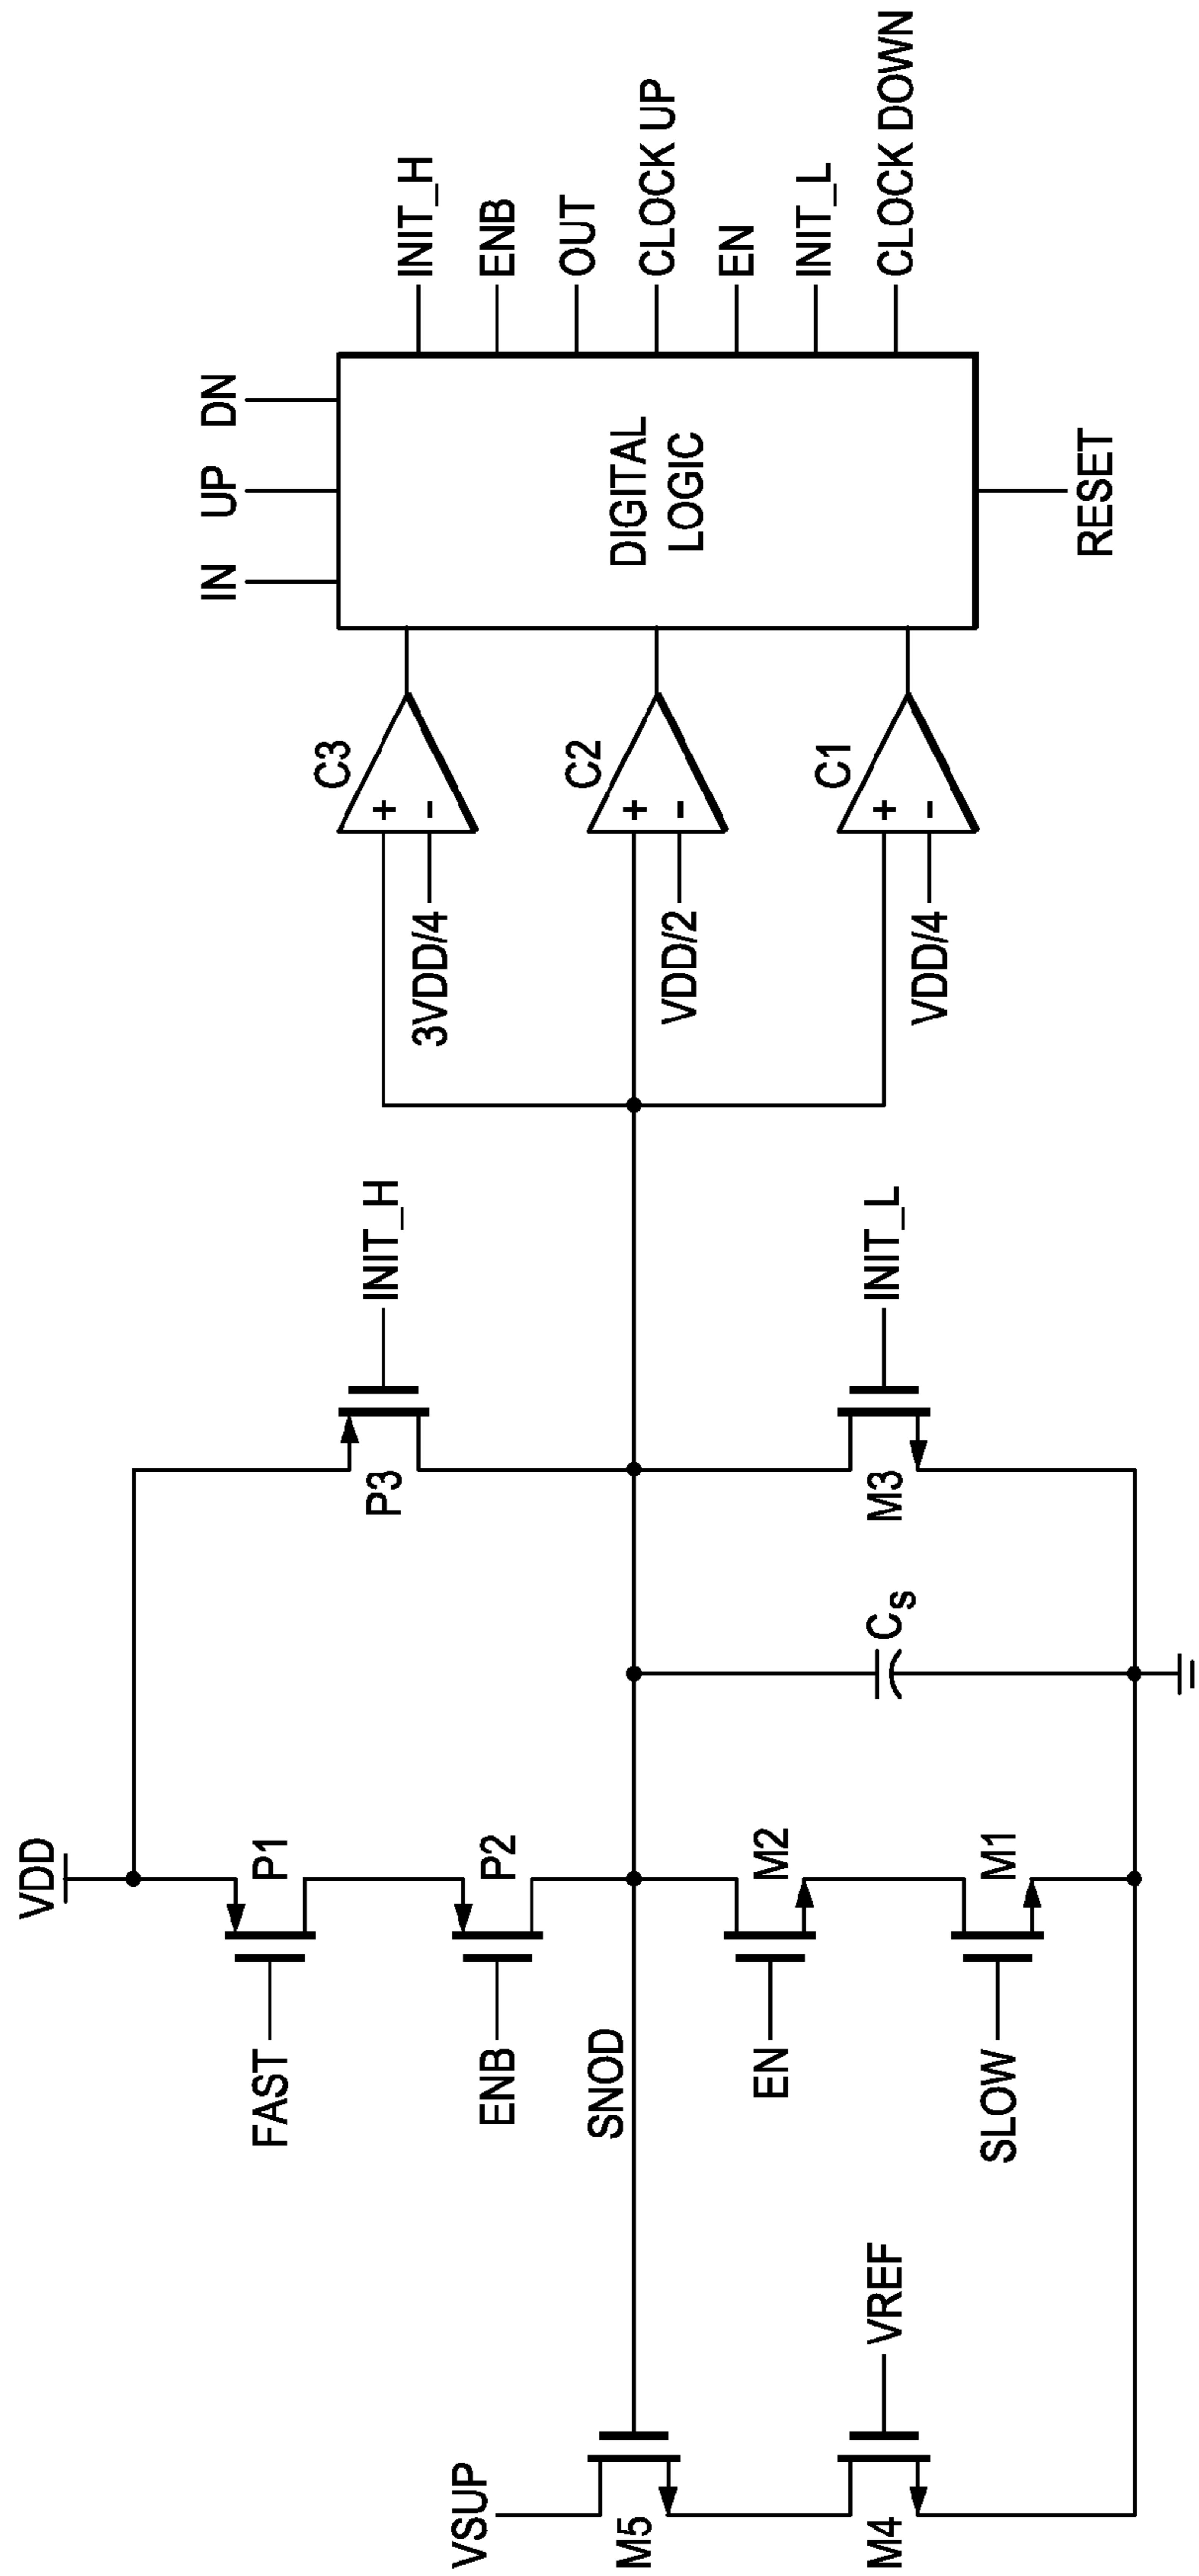 VDD
FAST
P1
ENB
P2
SNOD
EN
M2
SLOW
M1
VSUP
M5
VREF
M4
P3
INIT_H
CS
M3
INIT_L
C3
+
-
3VDD/4
C2
+
-
VDD/2
C1
+
-
VDD/4
IN
UP
DN
DIGITAL
LOGIC
RESET
INIT_H
ENB
OUT
CLOCK UP
EN
INIT_L
CLOCK DOWN